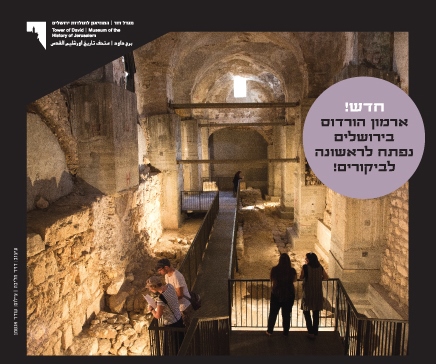 מגדל דוד | המוזיאון לתולדות ירושלים
Tower of David | Museum of the
History of Jerusalem
برج داود | متحف تاريخ أورشليم القدس
חדש!
ארמון הורדוס
בירושלים
נפתח לראשונה
לביקורים!